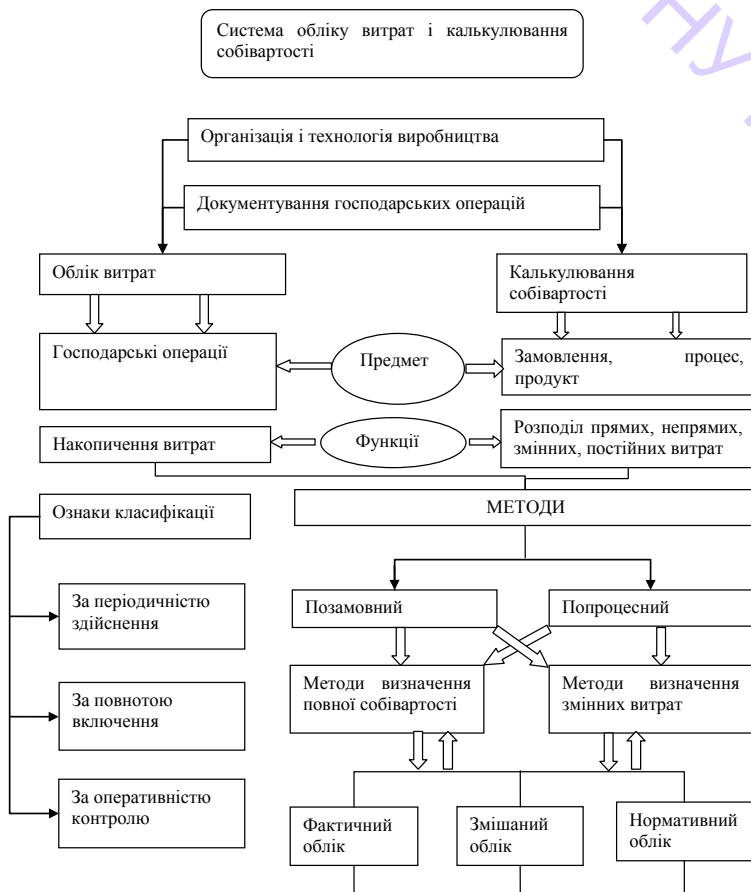 Система обліку витрат і калькулювання
собівартості
Організація і технологія виробництва
Документування господарських операцій
Облік витрат
Калькулювання
собівартості
Господарські операції
Предмет
Замовлення, процес,
продукт
Накопичення витрат
Функції
Розподіл прямих, непрямих,
змінних, постійних витрат
Ознаки класифікації
МЕТОДИ
За періодичністю
здійснення
Позамовний
Попроцесний
За повнотою
включення
Методи визначення
повної собівартості
Методи визначення
змінних витрат
За оперативністю
контролю
Фактичний
облік
Змішаний
облік
Нормативний
облік